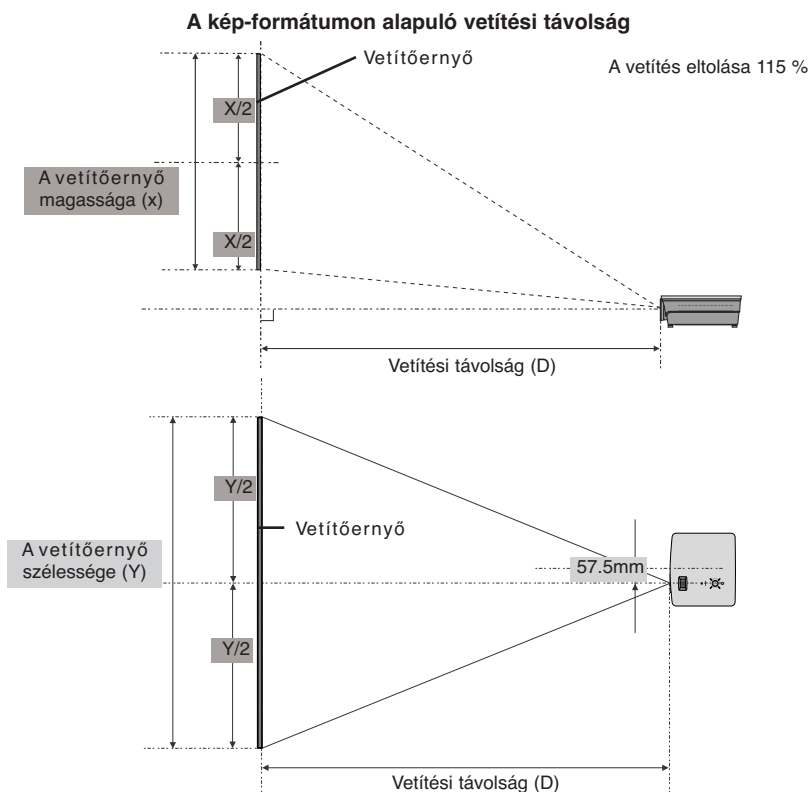 A kép-formátumon alapuló vetítési távolság
Vetítőernyő
A vetítés eltolása 115 %
X/2
A vetítőernyő
magassága (x)
X/2
Vetítési távolság (D)
Y/2
Vetítőernyő
A vetítőernyő
szélessége (Y)
57.5mm
Y/2
Vetítési távolság (D)